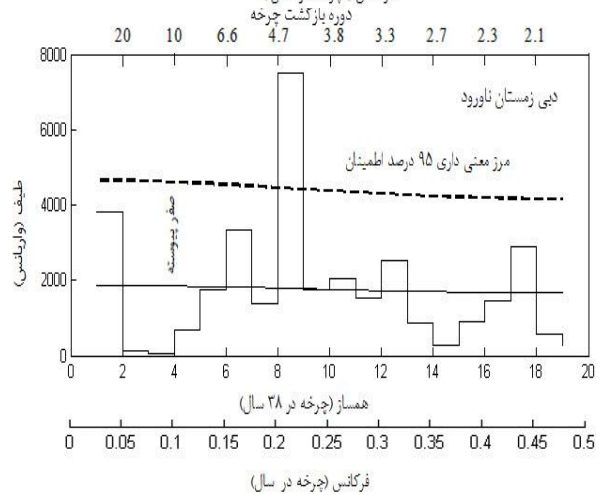 دوره بازگشت چرخه
20 10 6.6 4.7 3.8 3.3 2.7 2.3 2.1
8000
دبی زمستان ناورود
6000
مرز معنی داری ۹۵ درصد اطمینان
4000
صفر پیوسته
طیف (واریانس)
2000
0
0 2 4 6 8 10 12 14 16 18 20
همساز (چرخه در ۳۸ سال)
0 0.05 0.1 0.15 0.2 0.25 0.3 0.35 0.4 0.45 0.5
فرکانس (چرخه در سال)